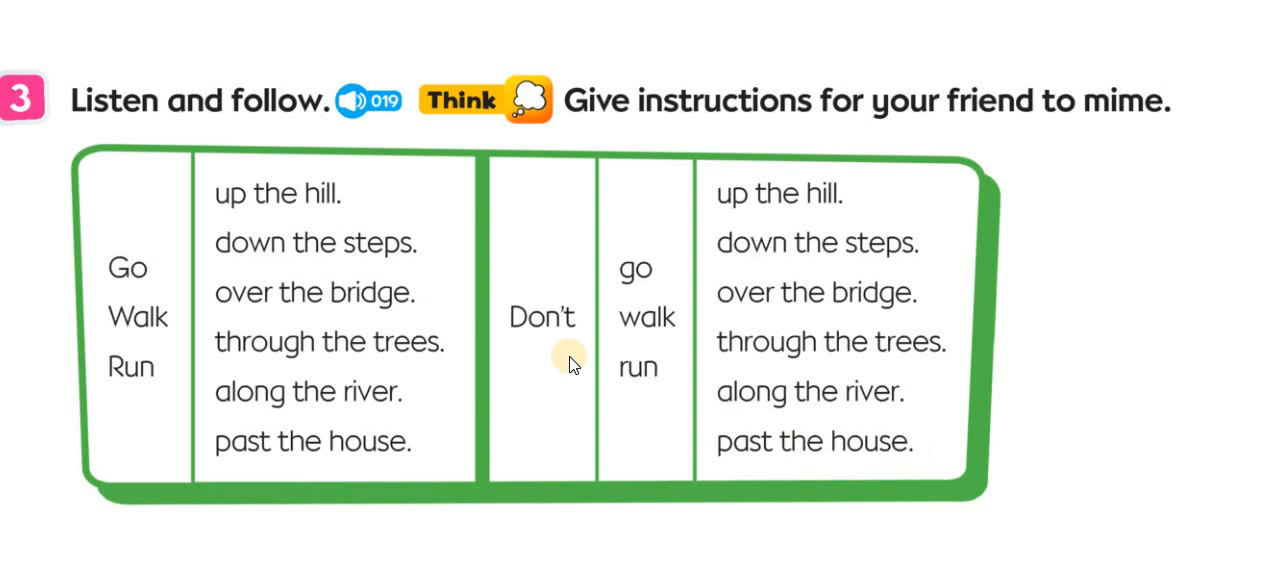 3 Listen and follow. 019 Think Give instructions for your friend to mime.
Go
Walk
Run
up the hill.
down the steps.
over the bridge.
through the trees.
along the river.
past the house.
Don't
go
walk
run
up the hill.
down the steps.
over the bridge.
through the trees.
along the river.
past the house.